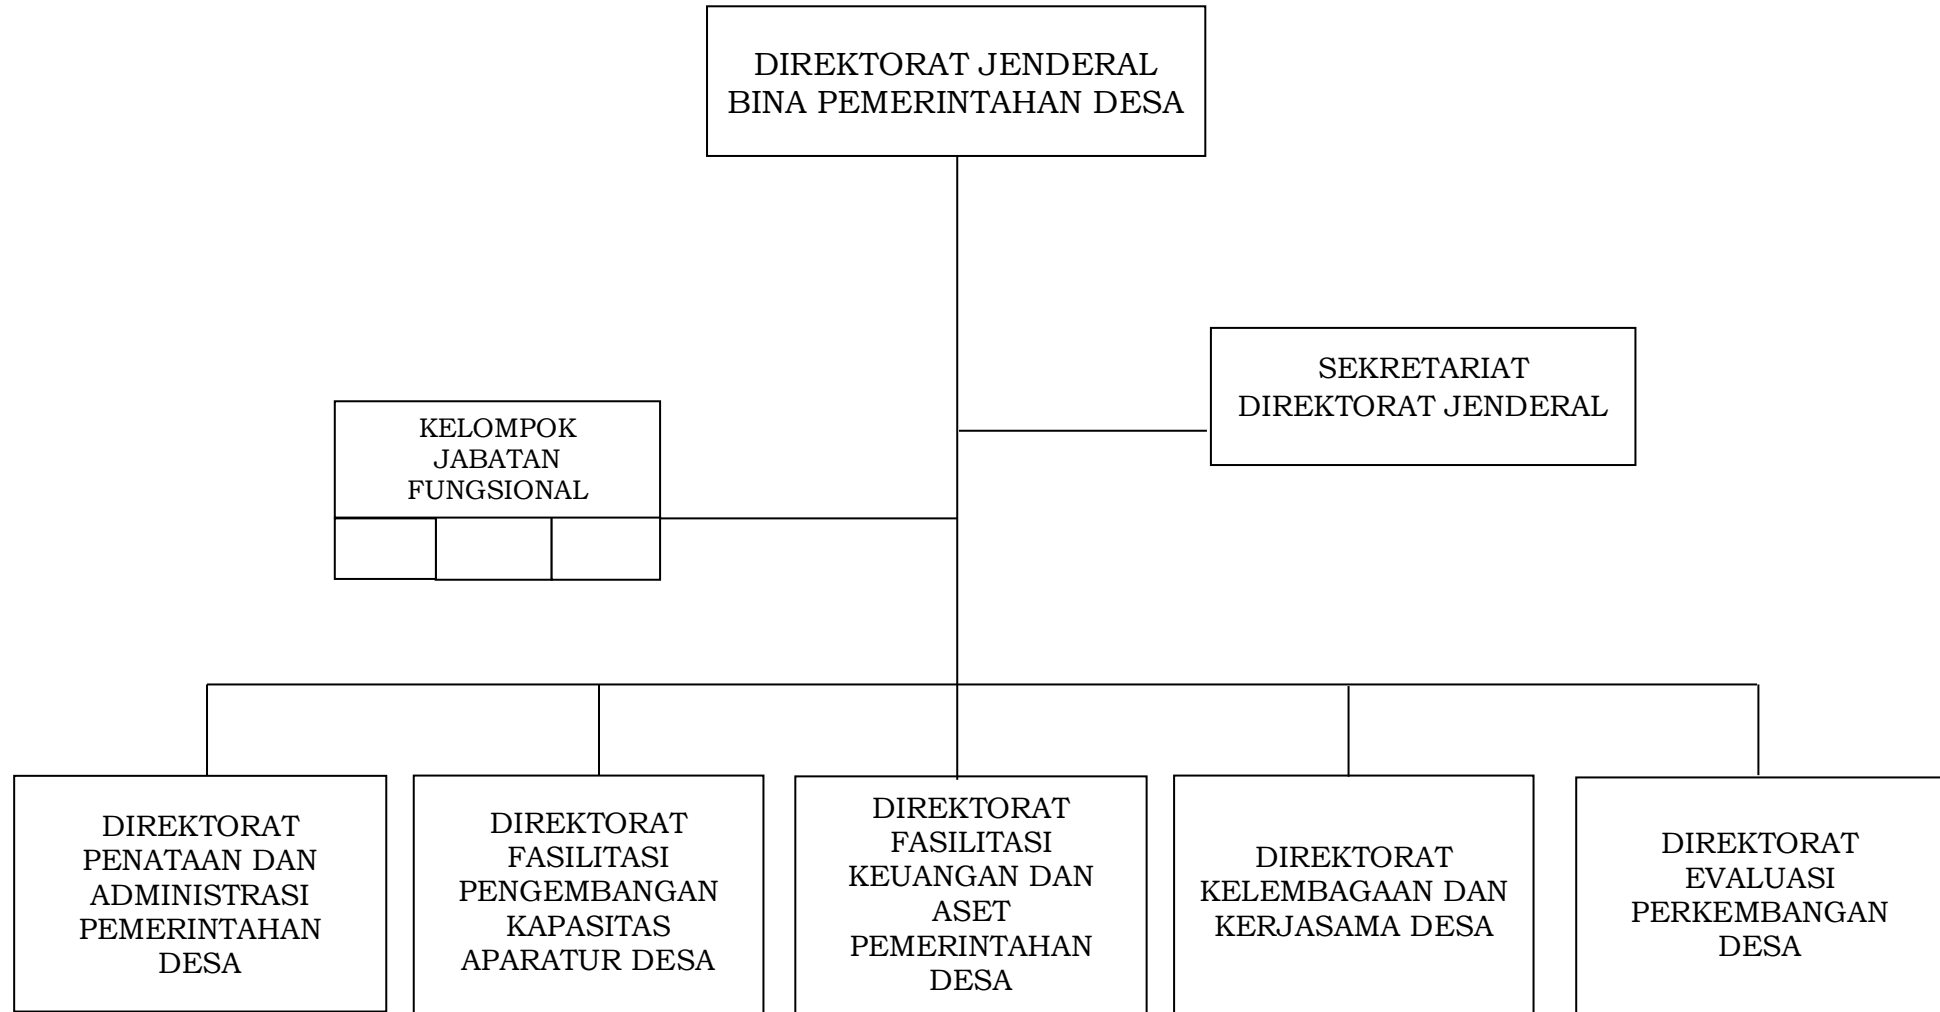 DIREKTORAT JENDERAL
BINA PEMERINTAHAN DESA
SEKRETARIAT
DIREKTORAT JENDERAL
KELOMPOK
JABATAN
FUNGSIONAL
DIREKTORAT
PENATAAN DAN
ADMINISTRASI
PEMERINTAHAN
DESA
DIREKTORAT
FASILITASI
PENGEMBANGAN
KAPASITAS
APARATUR DESA
DIREKTORAT
FASILITASI
KEUANGAN DAN
ASET
PEMERINTAHAN
DESA
DIREKTORAT
KELEMBAGAAN DAN
KERJASAMA DESA
DIREKTORAT
EVALUASI
PERKEMBANGAN
DESA